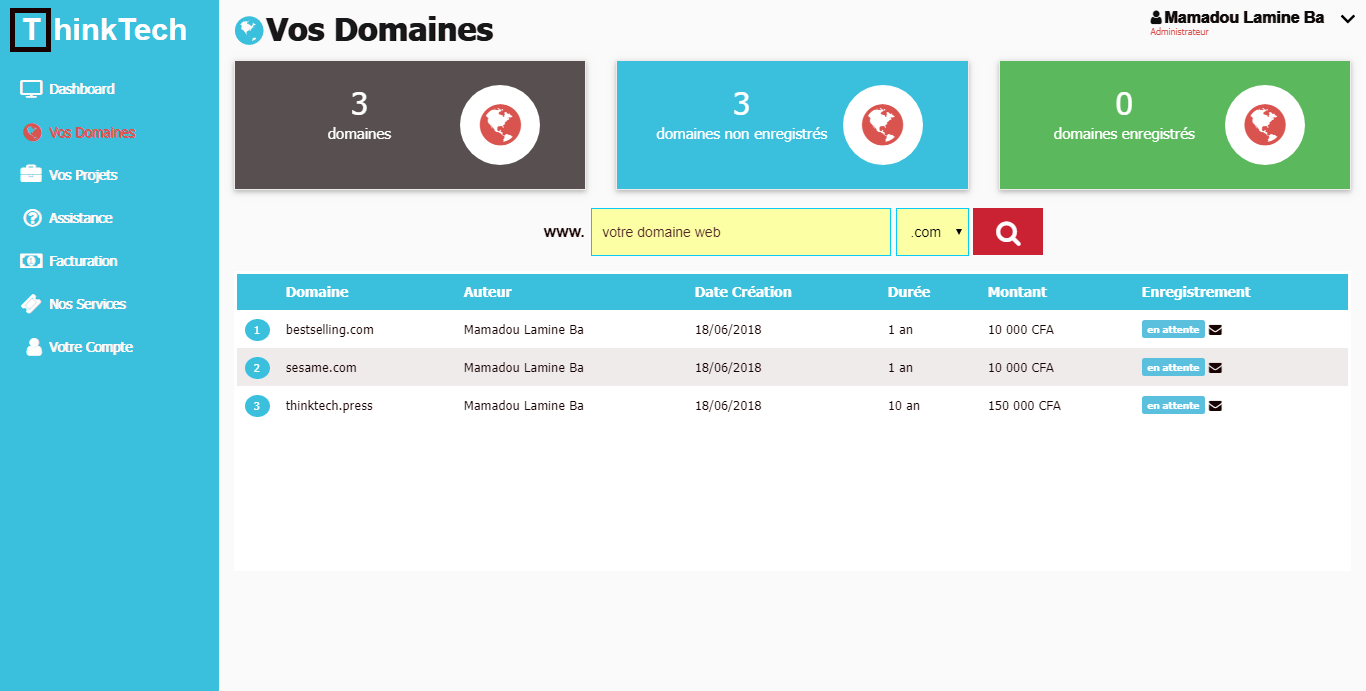 ThinkTech
Dashboard
Vos Domaines
Vos Projets
Assistance
Facturation
Nos Services
Votre Compte
Vos Domaines
Mamadou Lamine Ba
Administrateur
3
domaines
3
domaines non enregistrés
0
domaines enregistrés
www. votre domaine web .com
Domaine Auteur Date Création Durée Montant Enregistrement
1 bestselling.com Mamadou Lamine Ba 18/06/2018 1 an 10 000 CFA en attente
2 sesame.com Mamadou Lamine Ba 18/06/2018 1 an 10 000 CFA en attente
3 thinktech.press Mamadou Lamine Ba 18/06/2018 10 an 150 000 CFA en attente